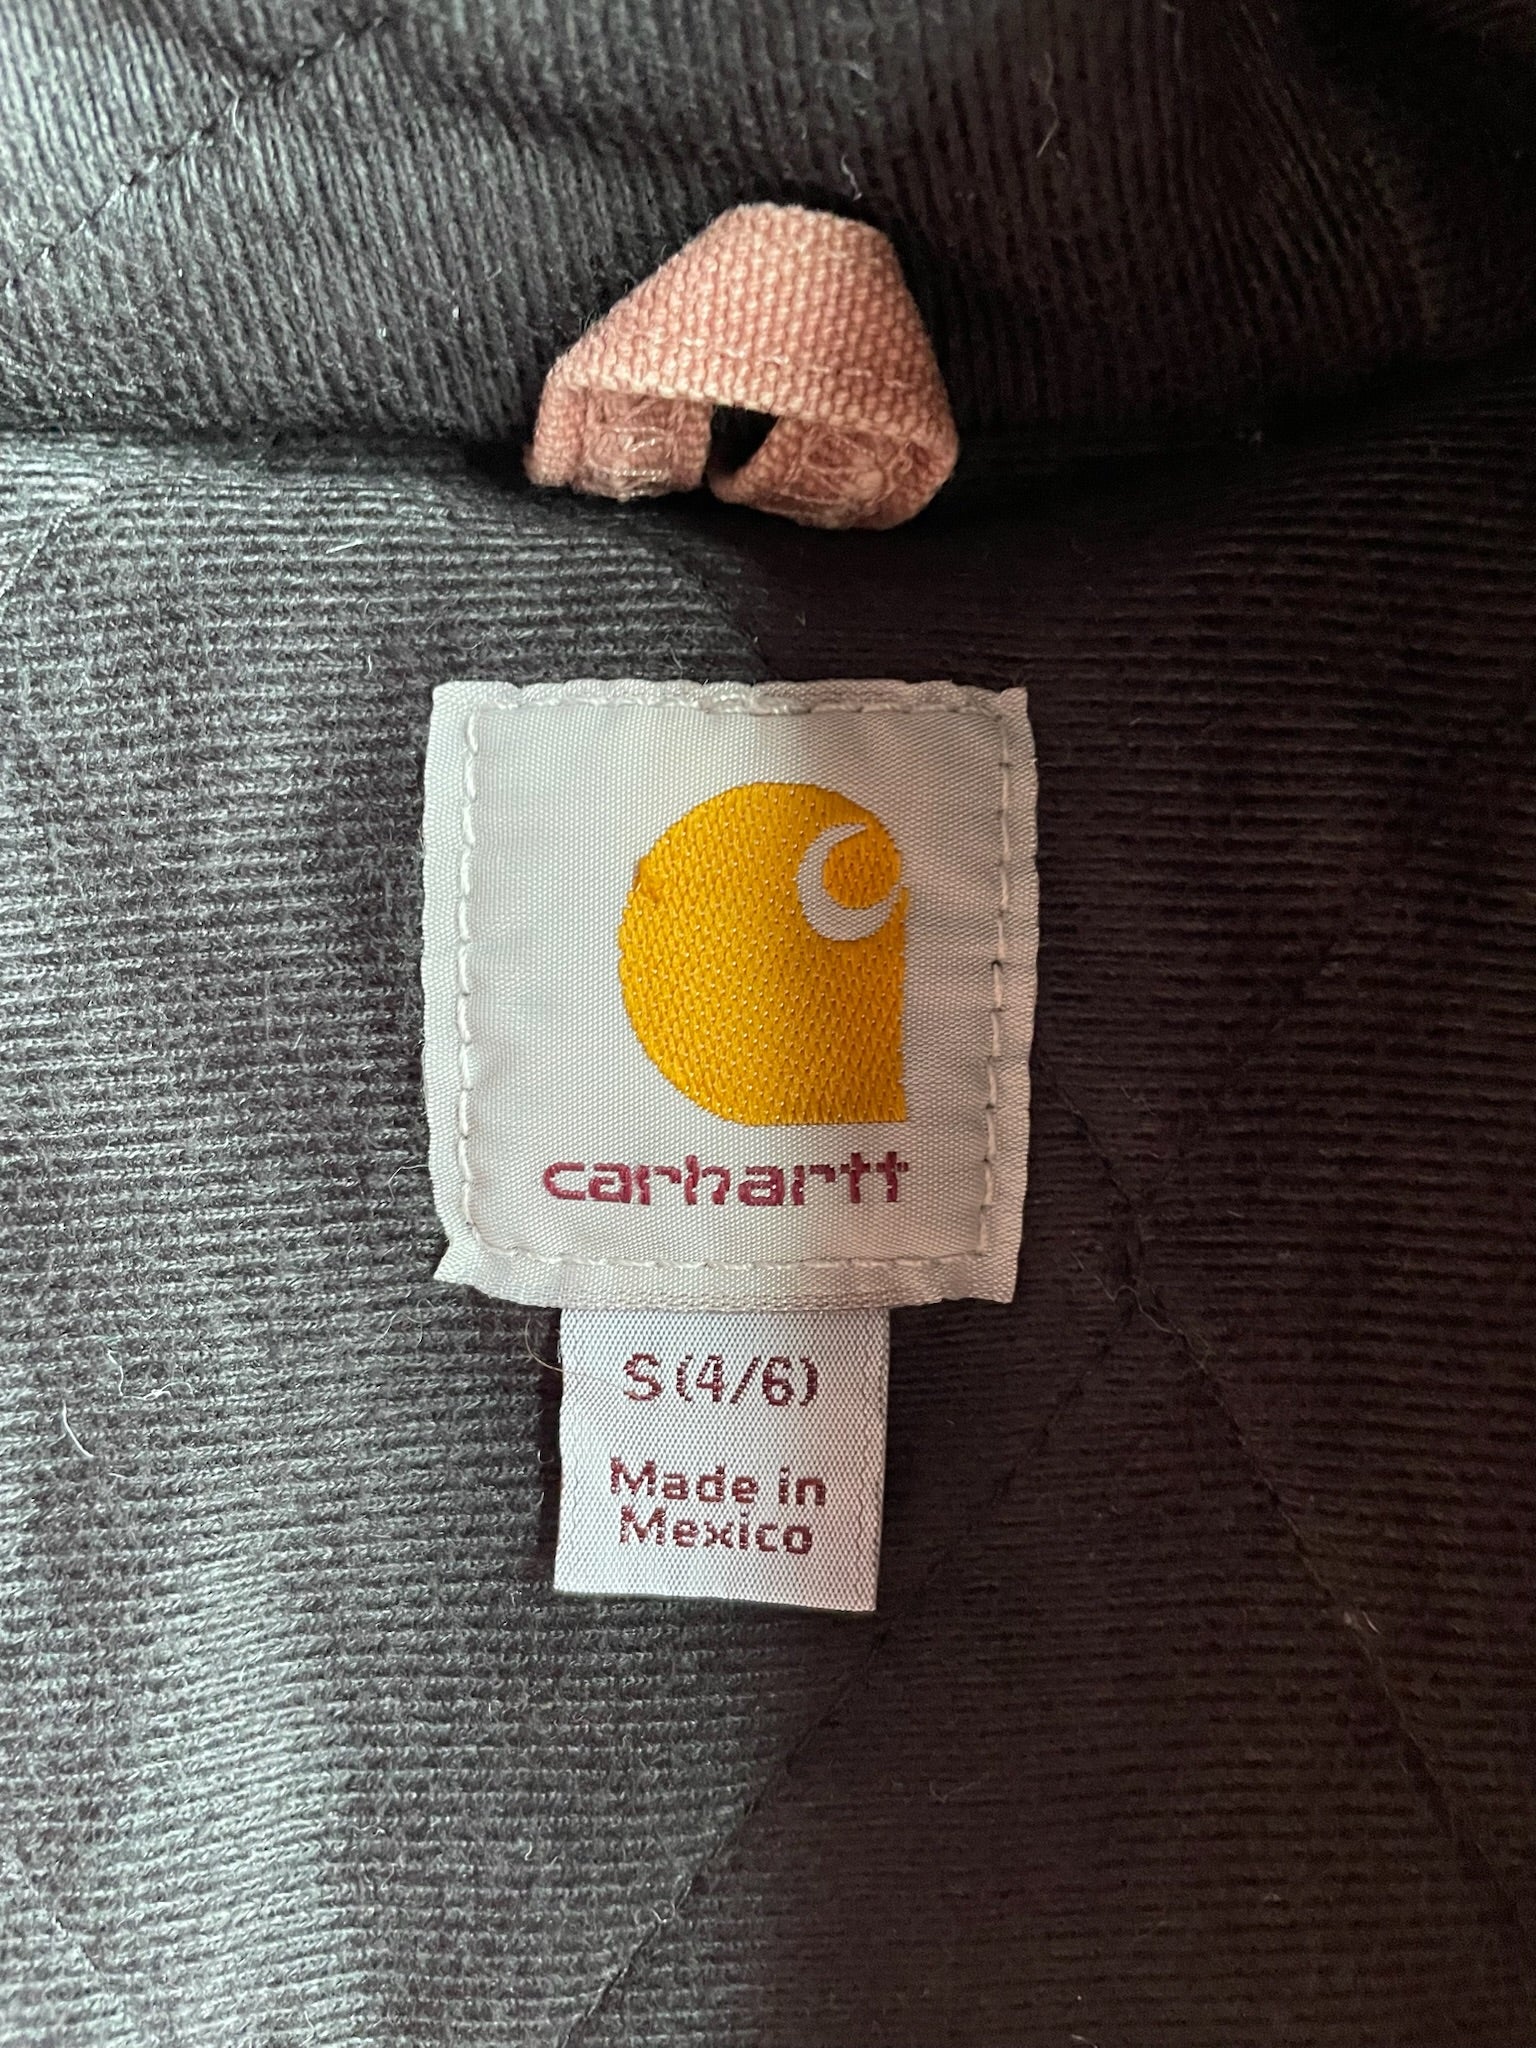 carhartt
S (4/6)
Made in
Mexico